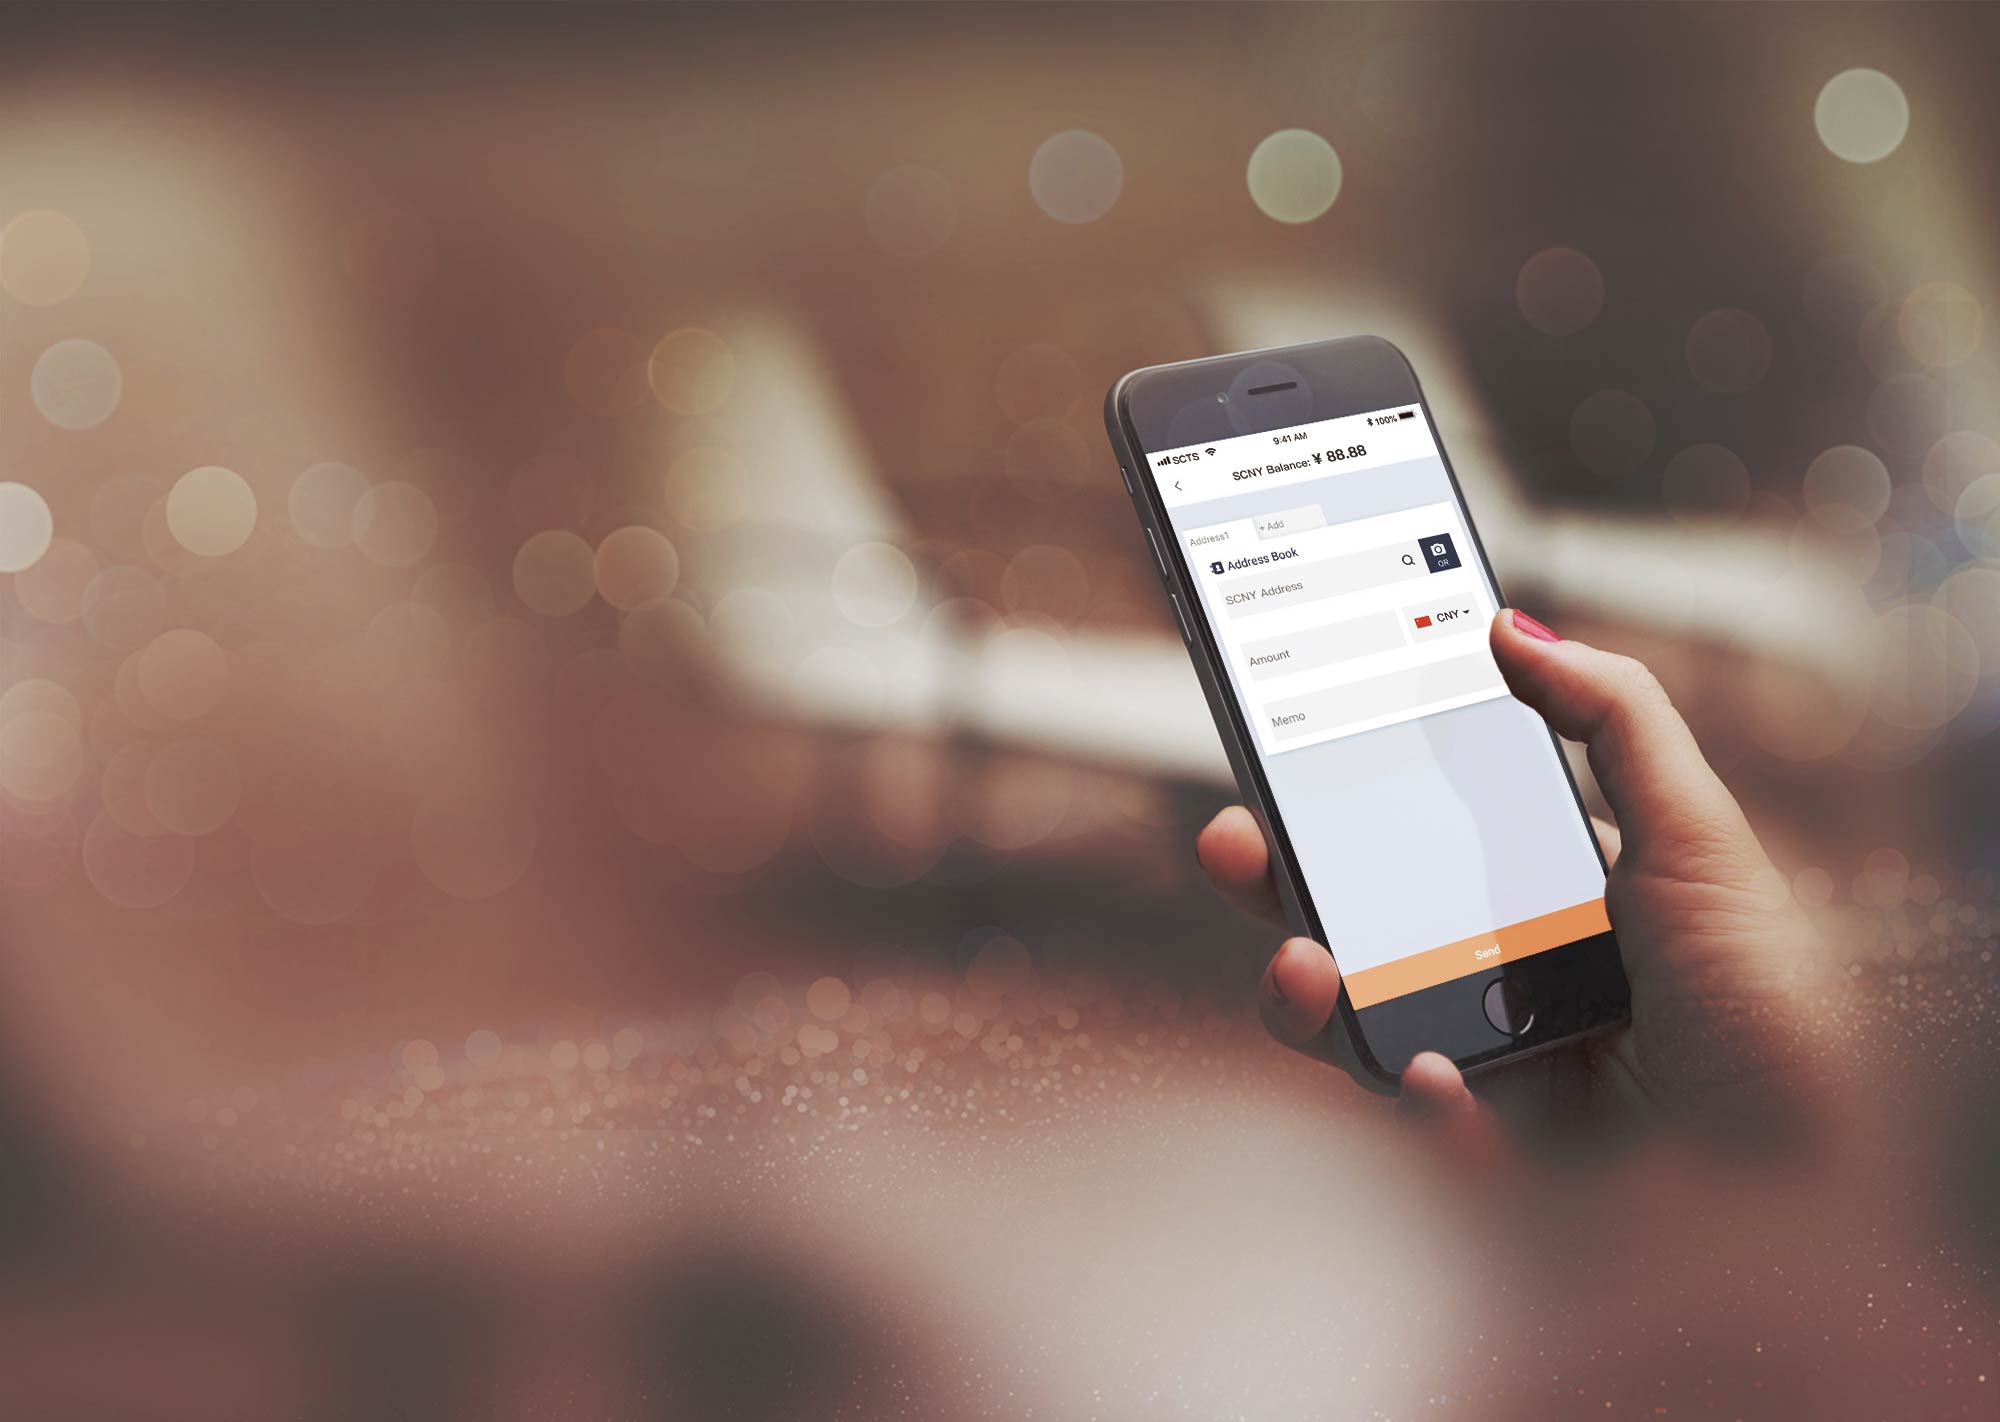 SCTS
9:41 AM
100%
SCNY Balance: ¥ 88.88
Address1
+ Add
Address Book
SCNY Address
QR
Amount
CNY
Memo
Send